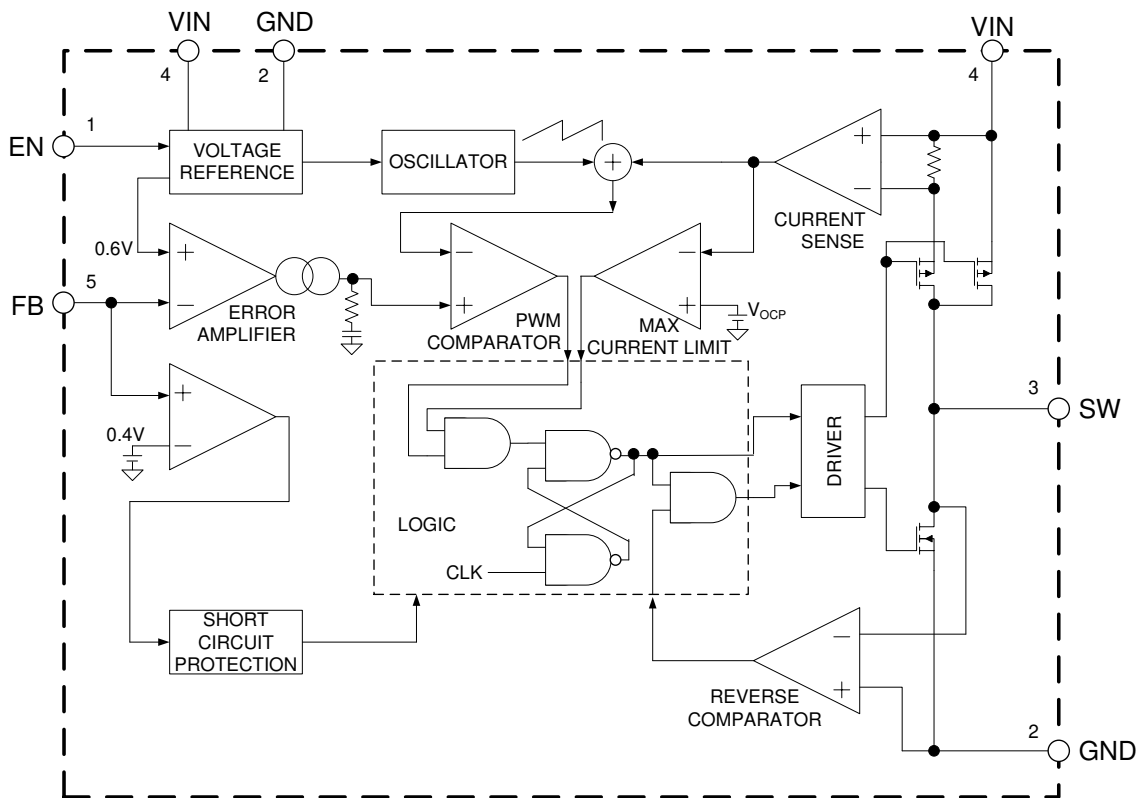 VIN
GND
VIN
4
2
4
EN
1
VOLTAGE
REFERENCE
OSCILLATOR
+
+
−
CURRENT
SENSE
0.6V
+
−
ERROR
AMPLIFIER
FB
5
−
+
PWM
COMPARATOR
−
+
MAX
CURRENT LIMIT
VOCP
+
−
0.4V
LOGIC
CLK
DRIVER
3
SW
SHORT
CIRCUIT
PROTECTION
−
+
REVERSE
COMPARATOR
2
GND